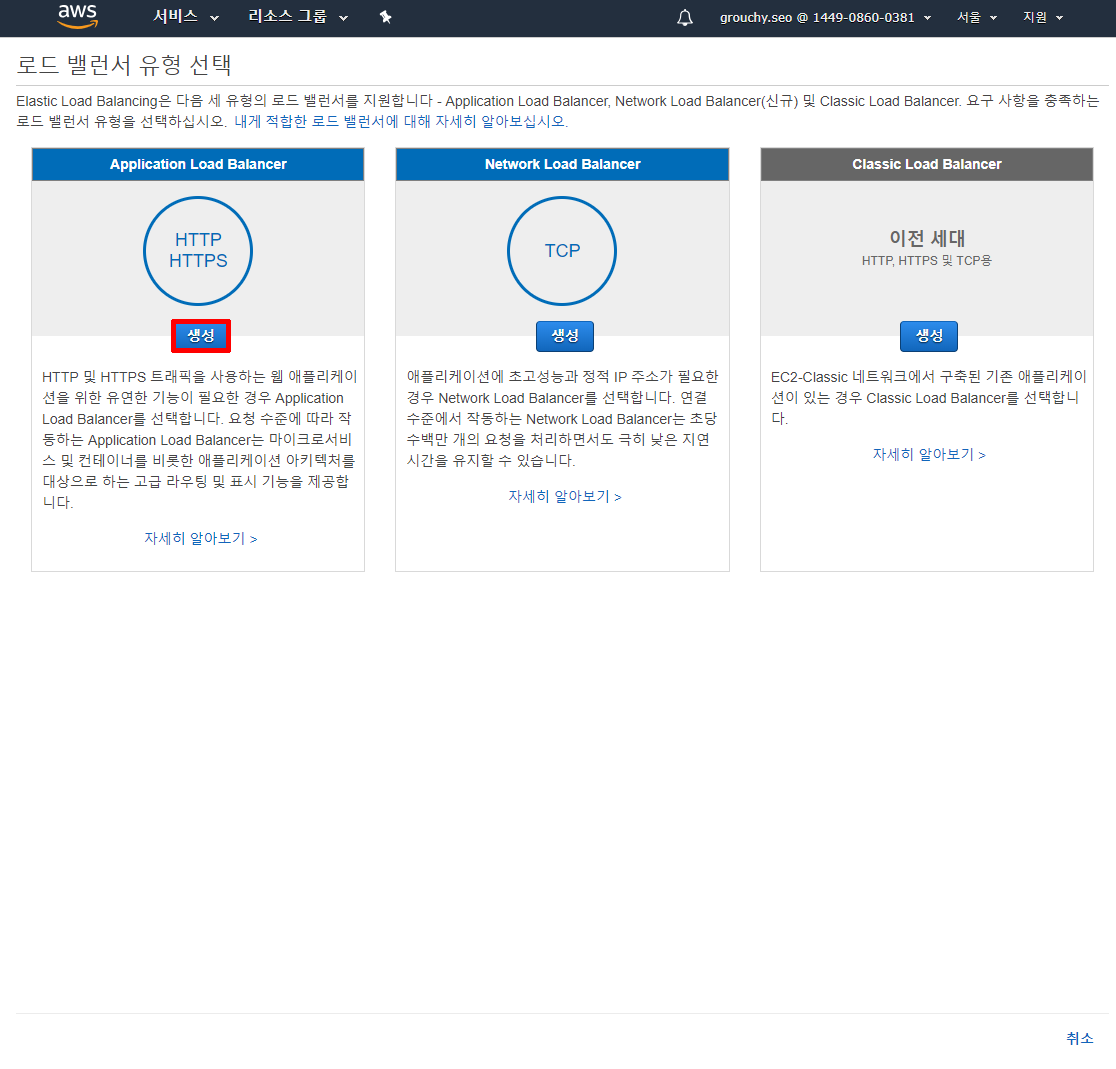 aws 서비스 리소스 그룹 grouchy.seo @ 1449-0860-0381 서울 지원
로드 밸런서 유형 선택
Elastic Load Balancing은 다음 세 유형의 로드 밸런서를 지원합니다 - Application Load Balancer, Network Load Balancer(신규) 및 Classic Load Balancer. 요구 사항을 충족하는
로드 밸런서 유형을 선택하십시오. 내게 적합한 로드 밸런서에 대해 자세히 알아보십시오.
Application Load Balancer
HTTP
HTTPS
생성
HTTP 및 HTTPS 트래픽을 사용하는 웹 애플리케이
션을 위한 유연한 기능이 필요한 경우 Application
Load Balancer를 선택합니다. 요청 수준에 따라 작
동하는 Application Load Balancer는 마이크로서비
스 및 컨테이너를 비롯한 애플리케이션 아키텍처를
대상으로 하는 고급 라우팅 및 표시 기능을 제공합
니다.
자세히 알아보기 >
Network Load Balancer
TCP
생성
애플리케이션에 초고성능과 정적 IP 주소가 필요한
경우 Network Load Balancer를 선택합니다. 연결
수준에서 작동하는 Network Load Balancer는 초당
수백만 개의 요청을 처리하면서도 극히 낮은 지연
시간을 유지할 수 있습니다.
자세히 알아보기 >
Classic Load Balancer
이전 세대
HTTP, HTTPS 및 TCP용
생성
EC2-Classic 네트워크에서 구축된 기존 애플리케이
션이 있는 경우 Classic Load Balancer를 선택합니
다.
자세히 알아보기 >
취소